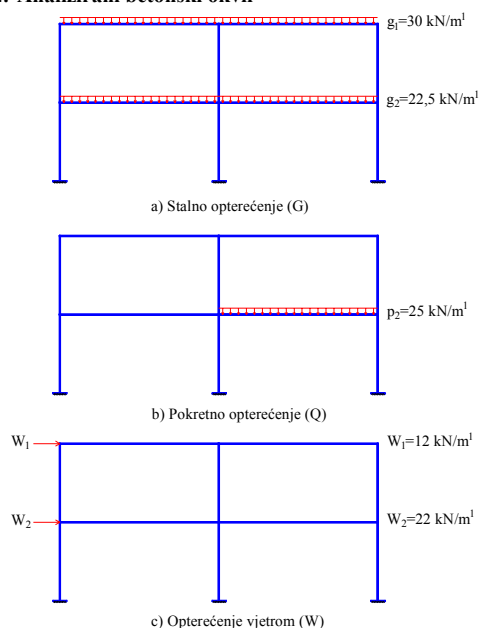 g₁=30 kN/m¹
g₂=22,5 kN/m¹
a) Stalno opterećenje (G)
p₂=25 kN/m¹
b) Pokretno opterećenje (Q)
W₁ W₁=12 kN/m¹
W₂ W₂=22 kN/m¹
c) Opterećenje vjetrom (W)